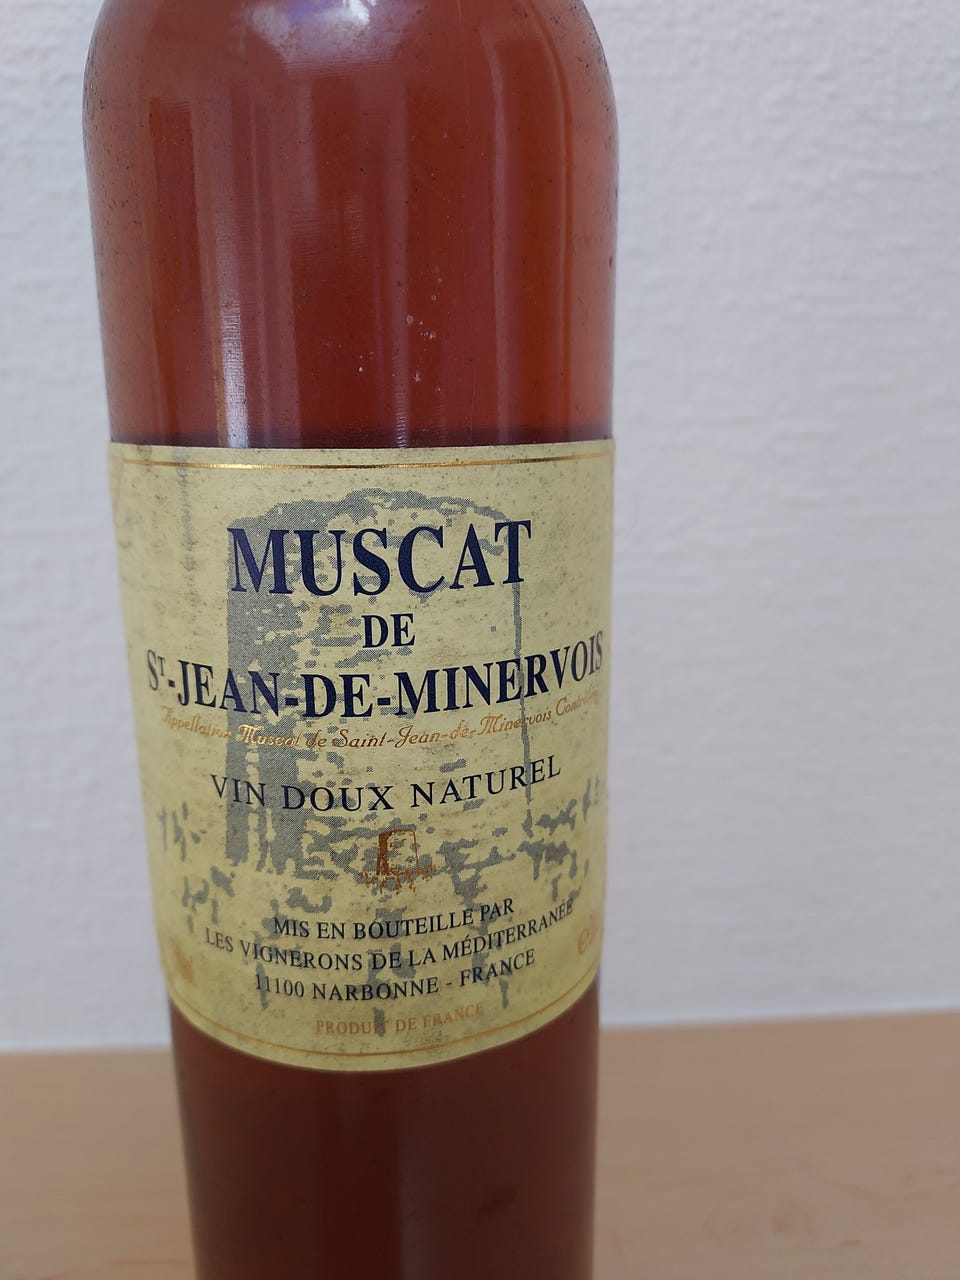 MUSCAT
DE
ST-JEAN-DE-MINERVOIS
Appellation Muscat de Saint-Jean-de-Minervois Contrôlée
VIN DOUX NATUREL
MIS EN BOUTEILLE PAR
LES VIGNERONS DE LA MÉDITERRANÉE
11100 NARBONNE - FRANCE
PRODUIT DE FRANCE